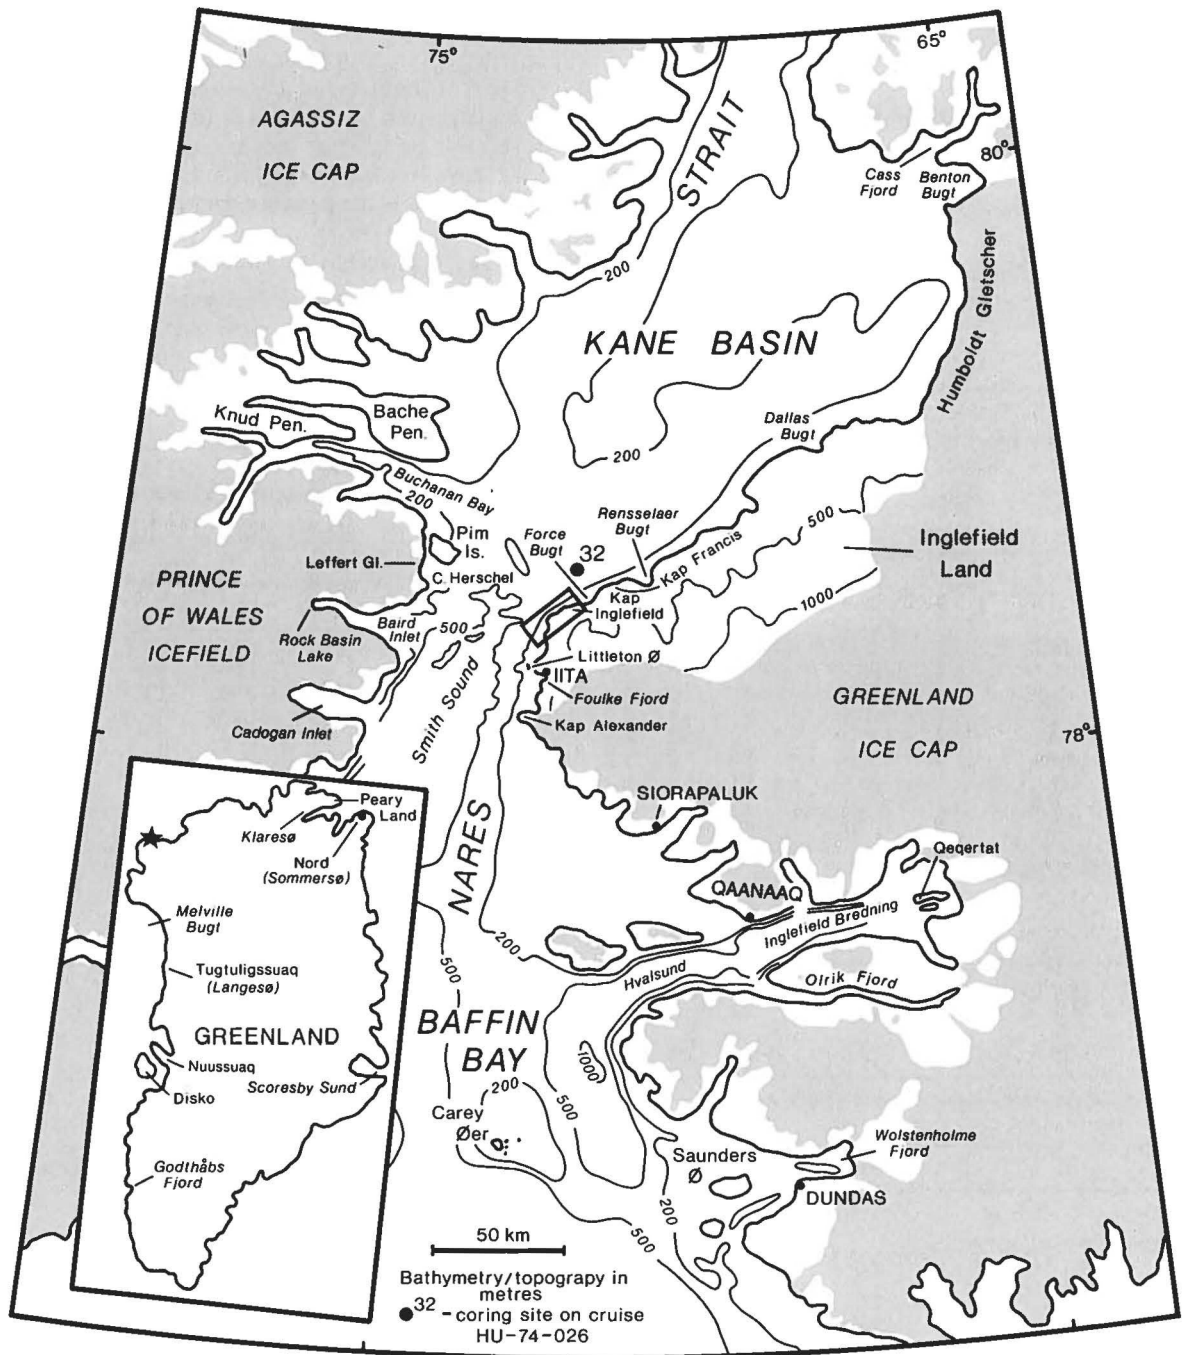 75°
65°
AGASSIZ
ICE CAP
STRAIT
80°
Cass
Fjord
Benton
Bugt
200
KANE BASIN
Humboldt Gletscher
Knud Pen.
Bache
Pen.
Dallas
Bugt
200
Buchanan Bay
200
Rensselaer
Bugt
500
Pim
Is.
Force
Bugt
32
Kap Francis
Inglefield
Land
Leffert Gl.
C. Herschel
PRINCE
OF WALES
ICEFIELD
Kap
Inglefield
1000
Baird
Inlet
500
Rock Basin
Lake
Littleton Ø
IITA
Foulke Fjord
Smith Sound
GREENLAND
ICE CAP
Cadogan Inlet
Kap Alexander
78°
SIORAPALUK
Peary
Land
Klaresø
Nord
(Sommersø)
NARES
Qeqertat
QAANAAQ
Melville
Bugt
Inglefield Bredning
200
500
Hvalsund
Olrik Fjord
Tugtuligssuaq
(Langesø)
BAFFIN
BAY
GREENLAND
1000
Nuussuaq
Scoresby Sund
Disko
200
500
Carey
Øer
Wolstenholme
Fjord
Saunders
Ø
Godthåbs
Fjord
DUNDAS
200
500
50 km
Bathymetry/topograpy in
metres
32 - coring site on cruise
HU-74-026